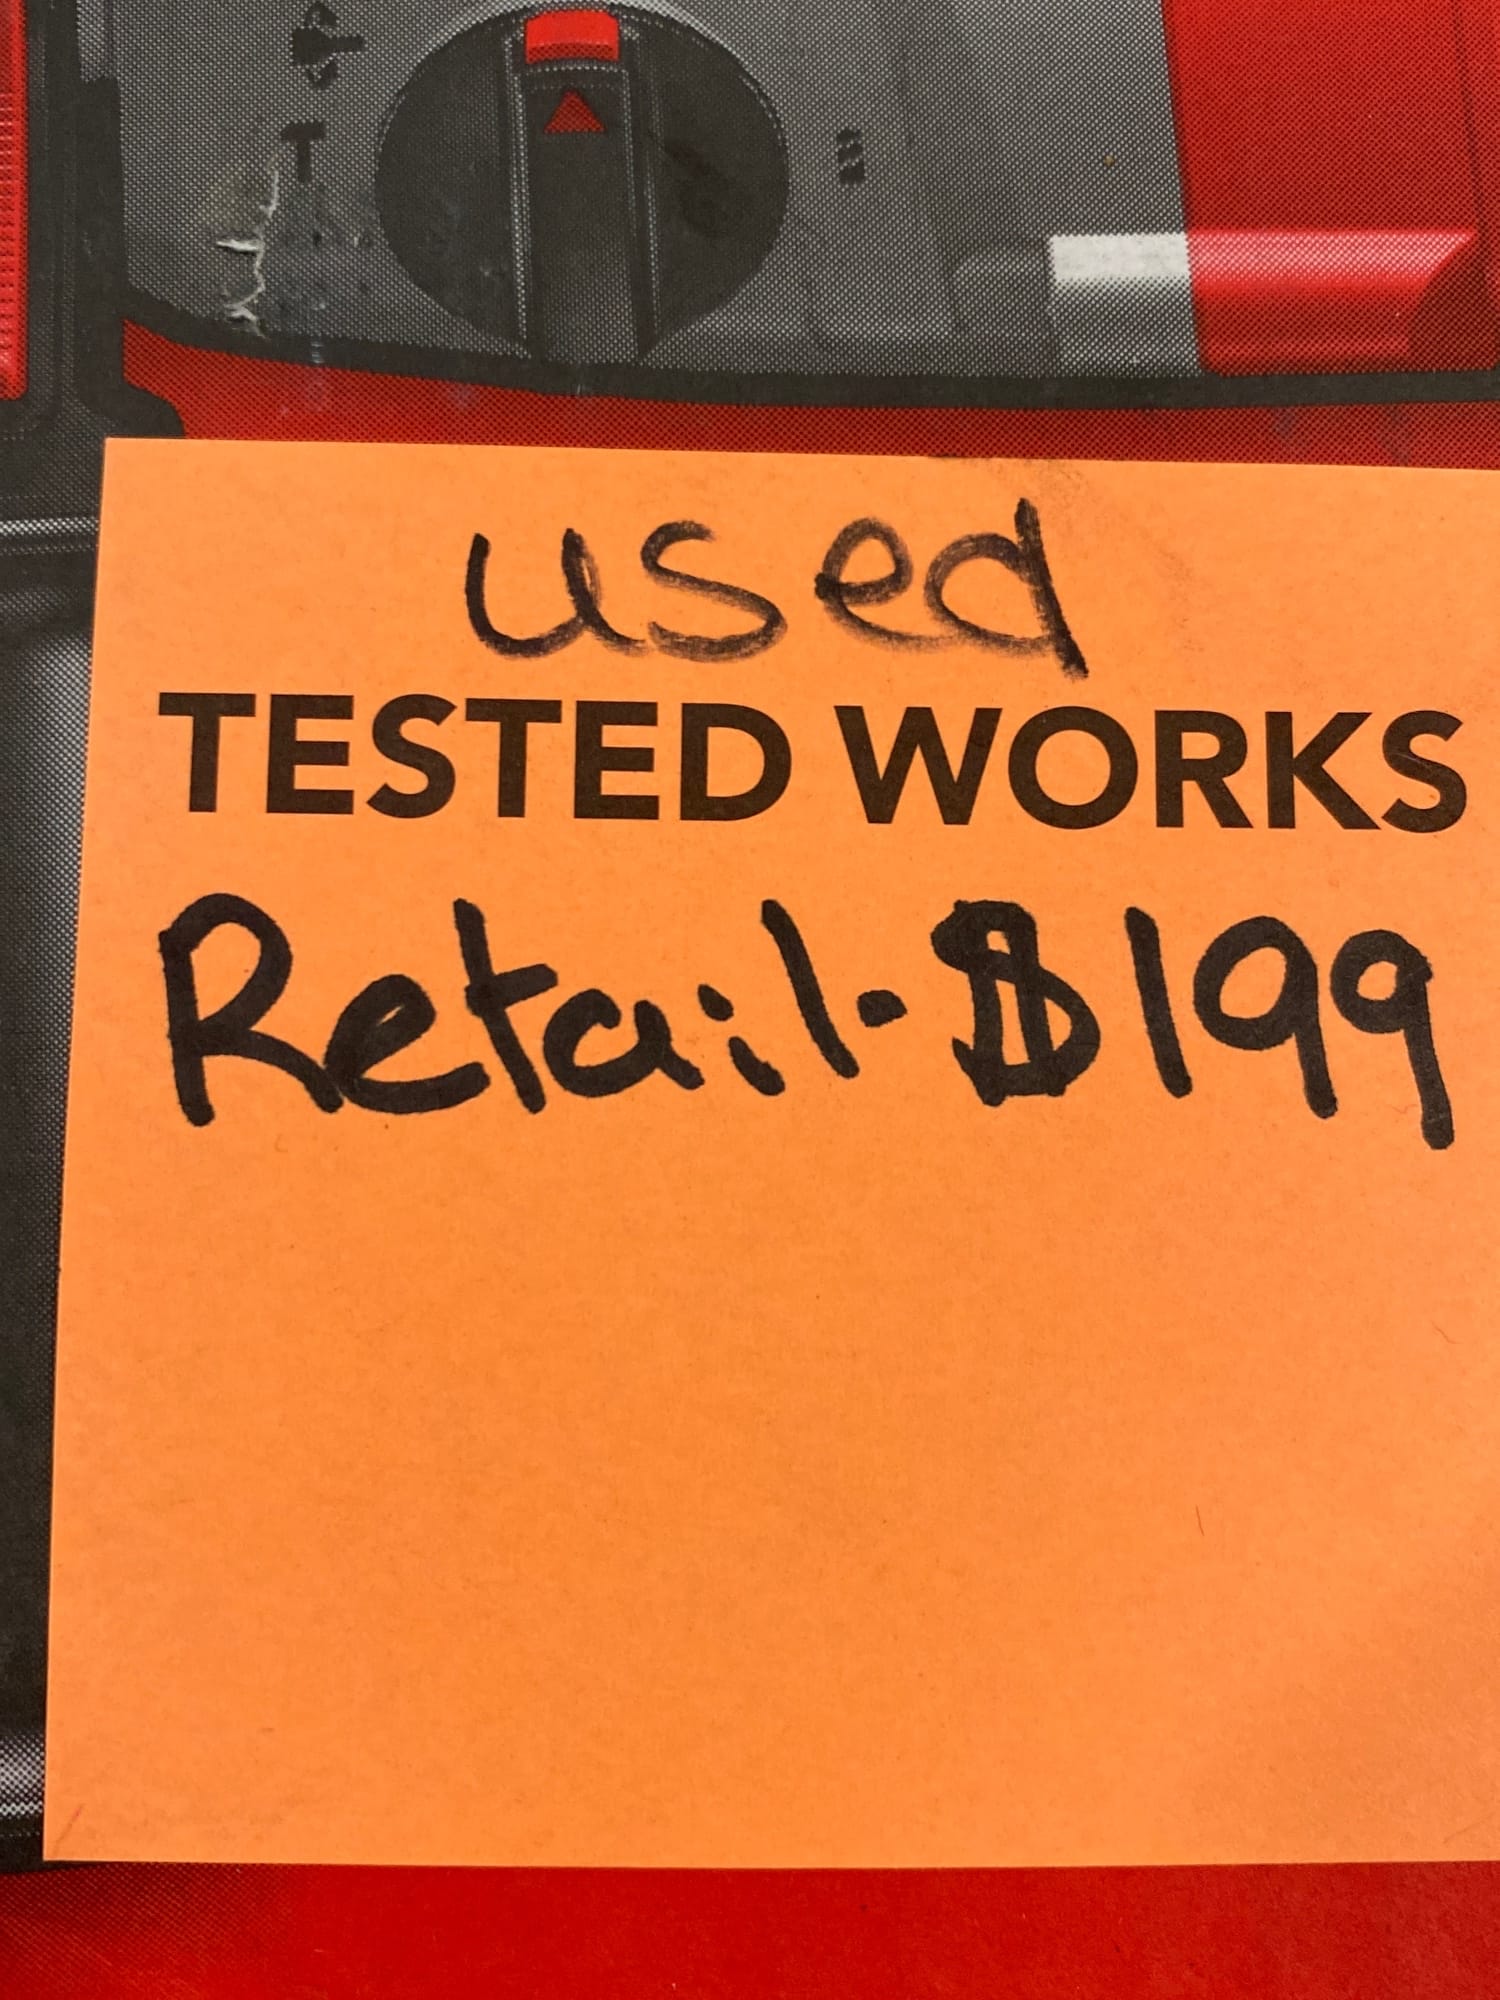 used
TESTED WORKS
Retail. $199